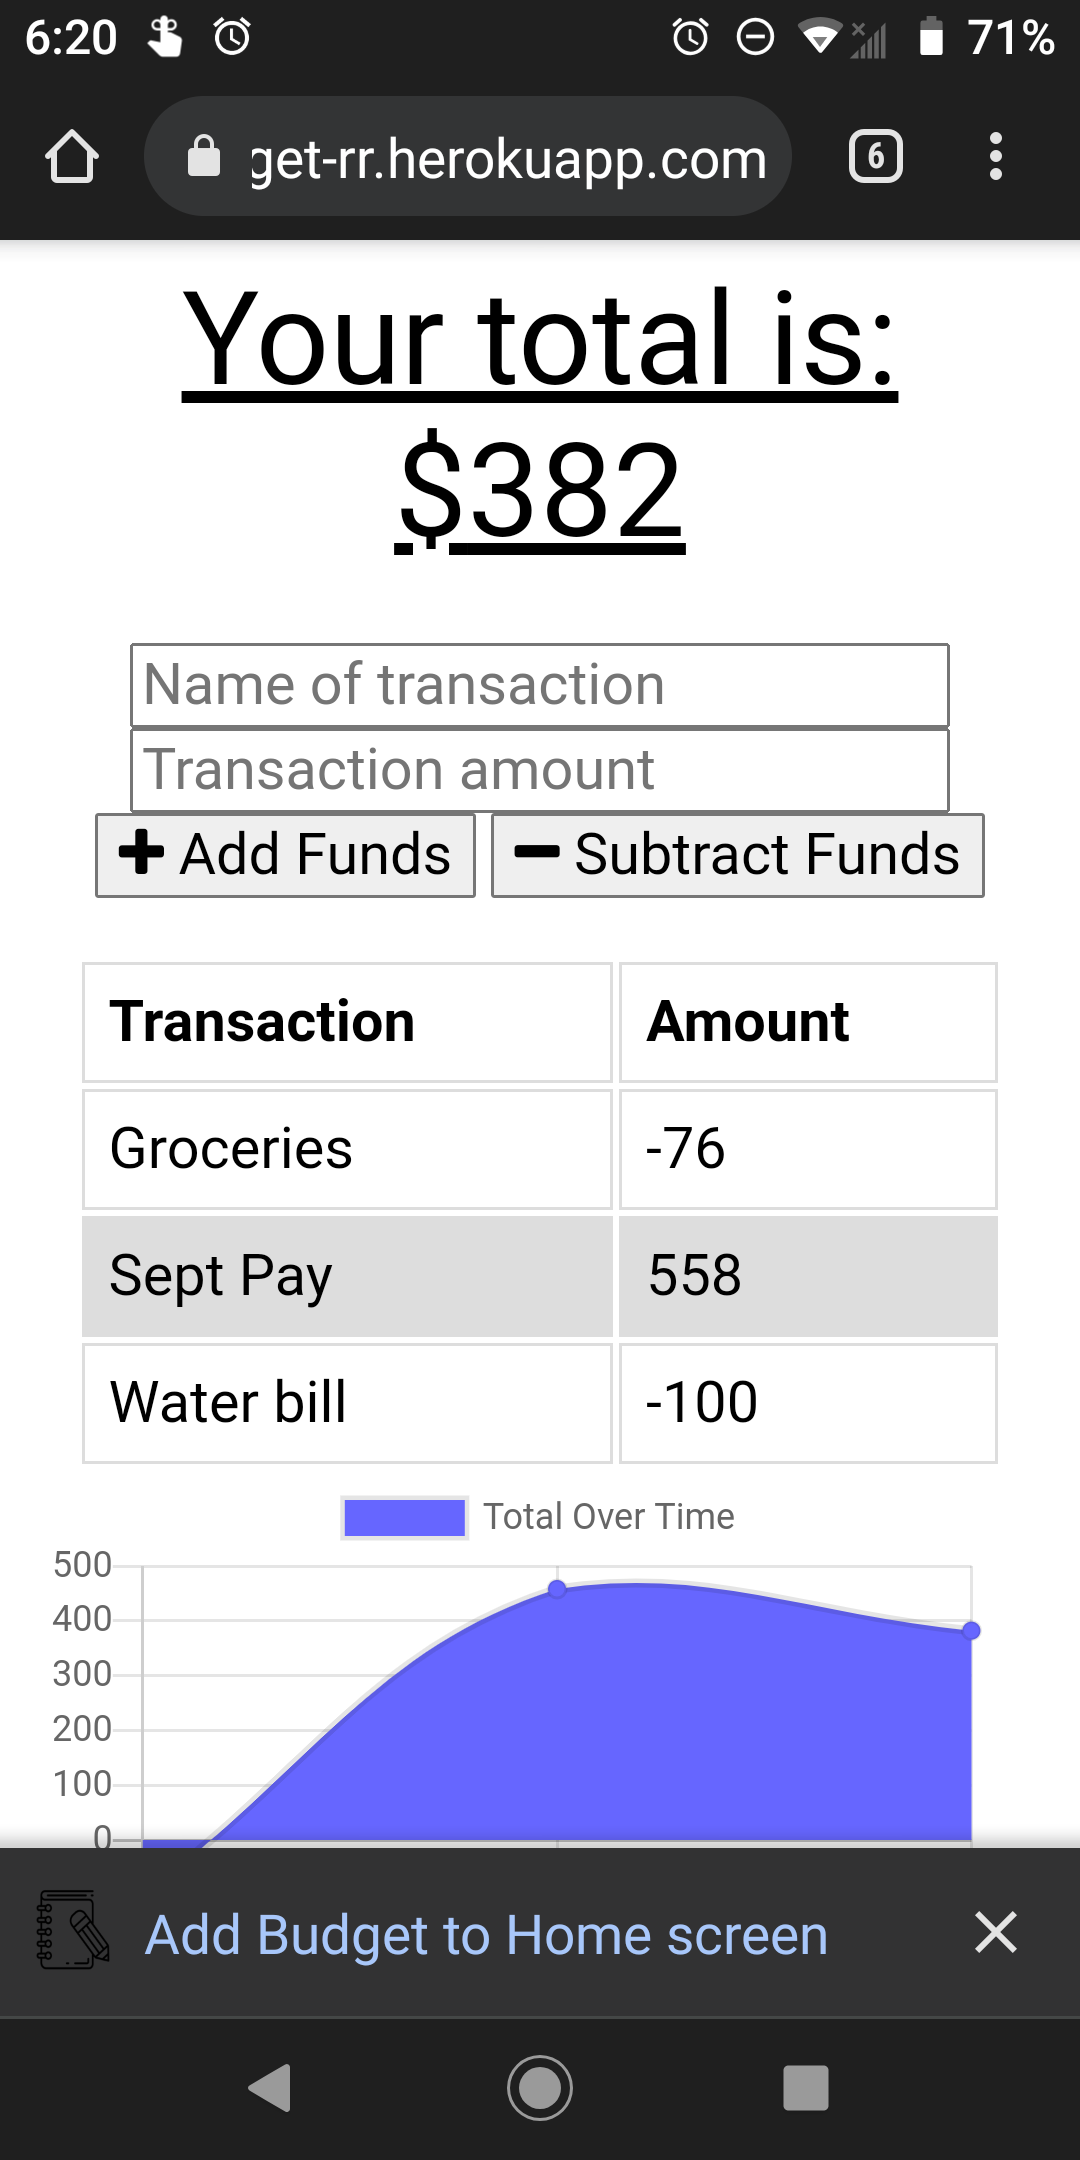 6:20 71%
get-rr.herokuapp.com 6
Your total is:
$382
Name of transaction
Transaction amount
Add Funds Subtract Funds
Transaction Amount
Groceries -76
Sept Pay 558
Water bill -100
Total Over Time
500
400
300
200
100
0
Add Budget to Home screen